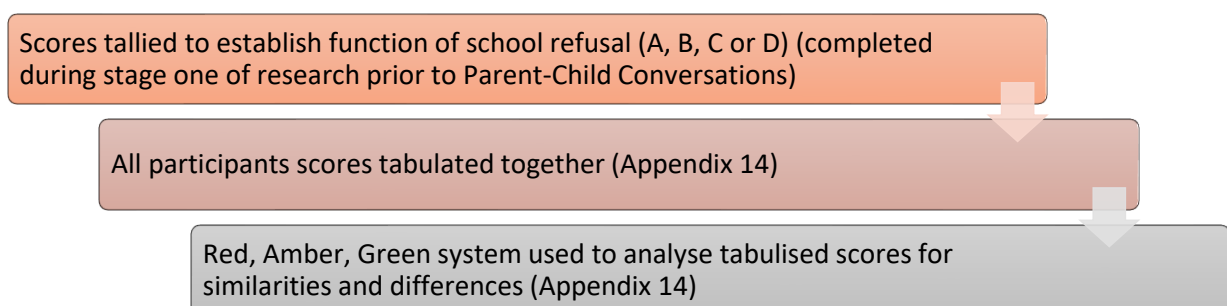 Scores tallied to establish function of school refusal (A, B, C or D) (completed
during stage one of research prior to Parent-Child Conversations)
All participants scores tabulated together (Appendix 14)
Red, Amber, Green system used to analyse tabulised scores for
similarities and differences (Appendix 14)